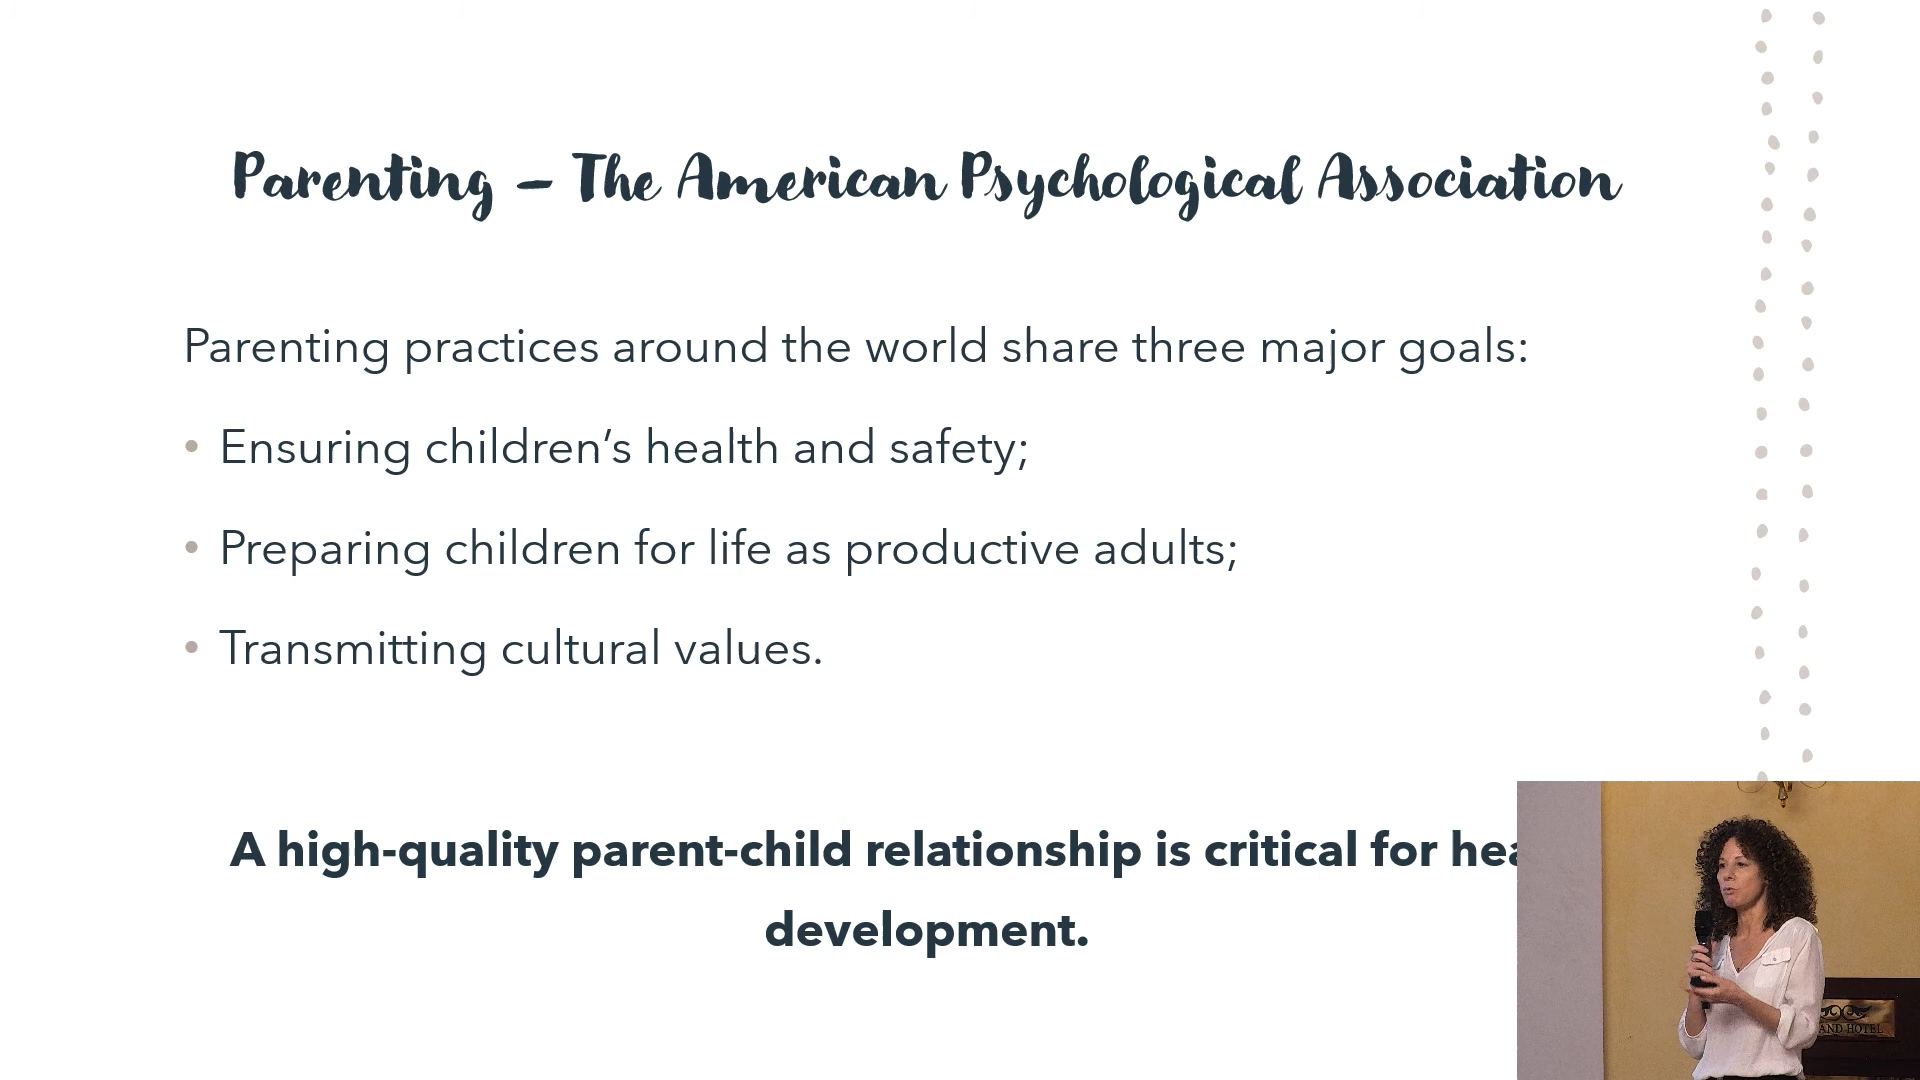 Parenting – The American Psychological Association
Parenting practices around the world share three major goals:
• Ensuring children’s health and safety;
• Preparing children for life as productive adults;
• Transmitting cultural values.
A high-quality parent-child relationship is critical for
development.
AND HOTEL